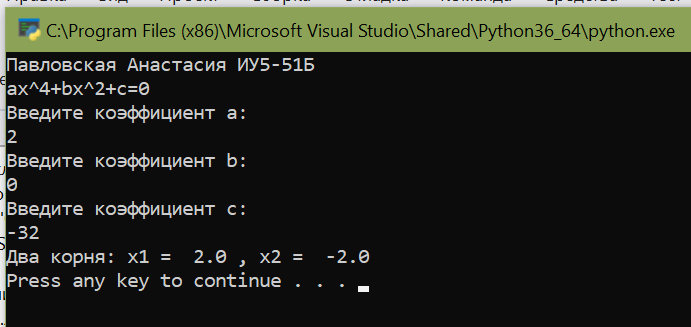 C:\Program Files (x86)\Microsoft Visual Studio\Shared\Python36_64\python.exe
Павловская Анастасия ИУ5-51Б
ax^4+bx^2+c=0
Введите коэффициент a:
2
Введите коэффициент b:
0
Введите коэффициент c:
-32
Два корня: x1 =  2.0 , x2 =  -2.0
Press any key to continue . . .